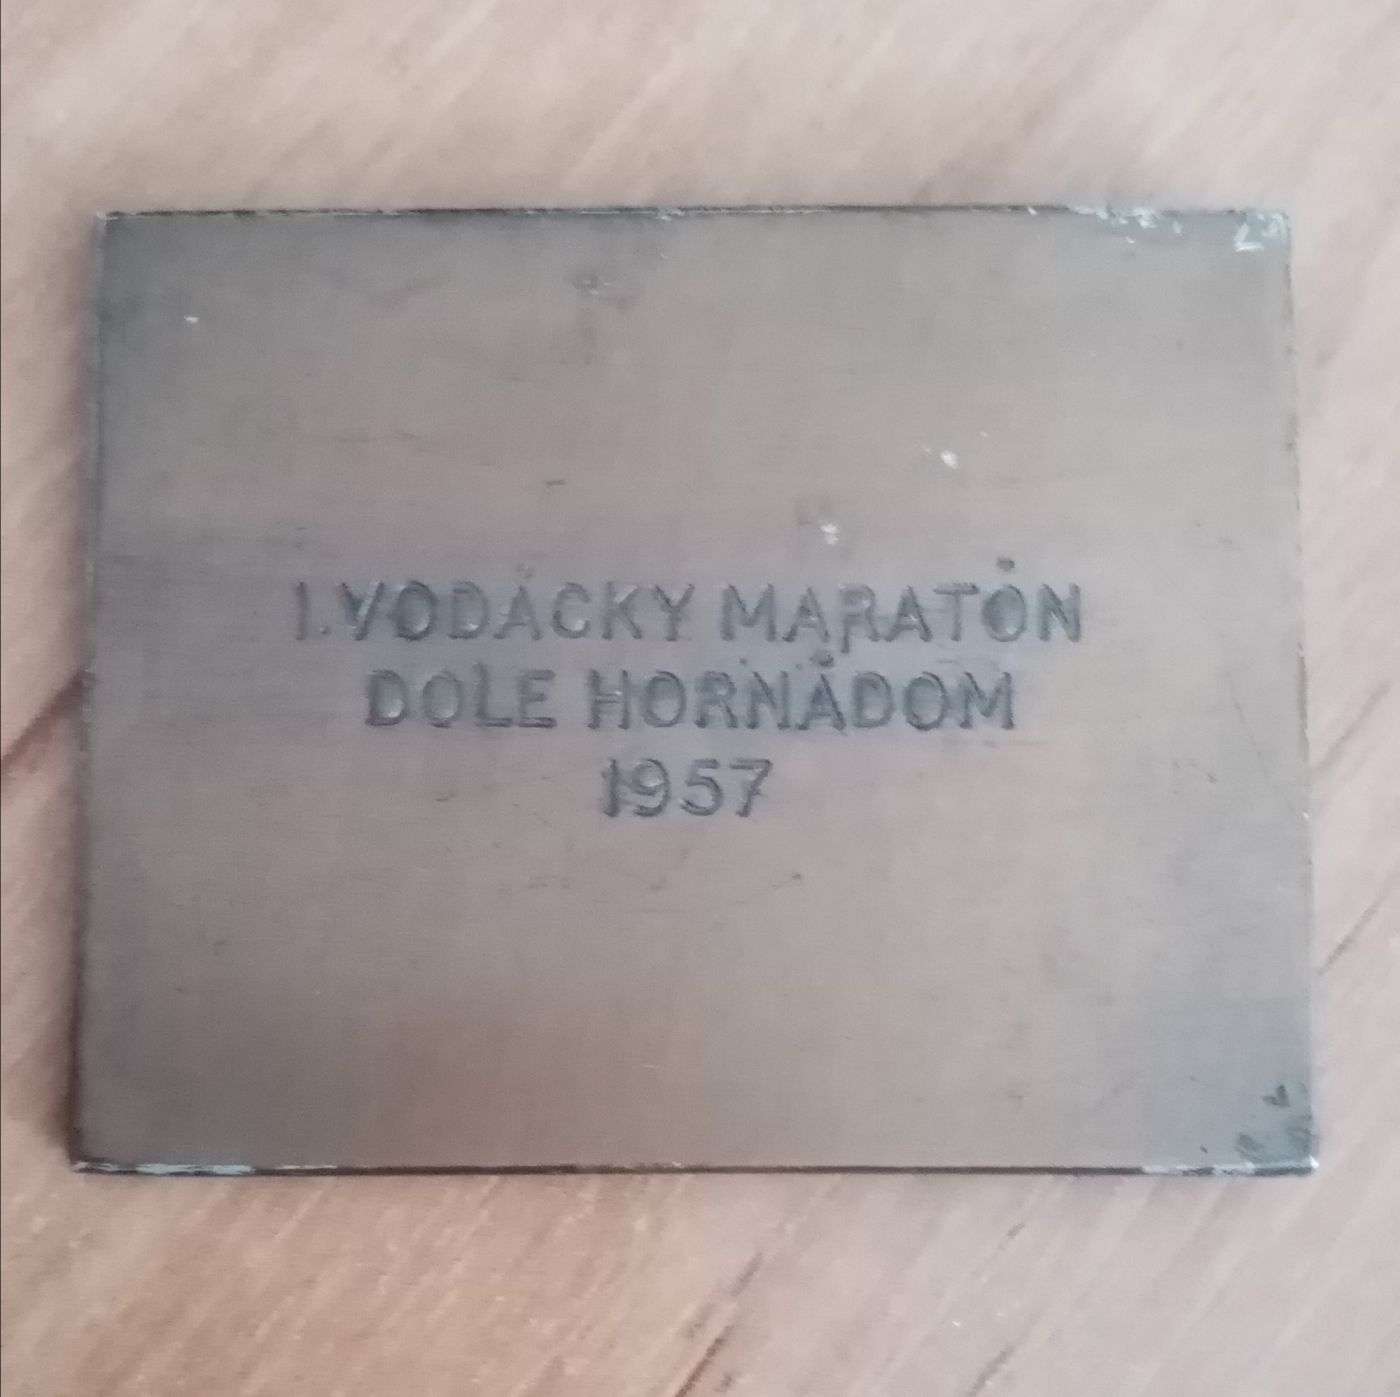 I. VODÁCKY MARATÓN
DOLE HORNÁDOM
1957